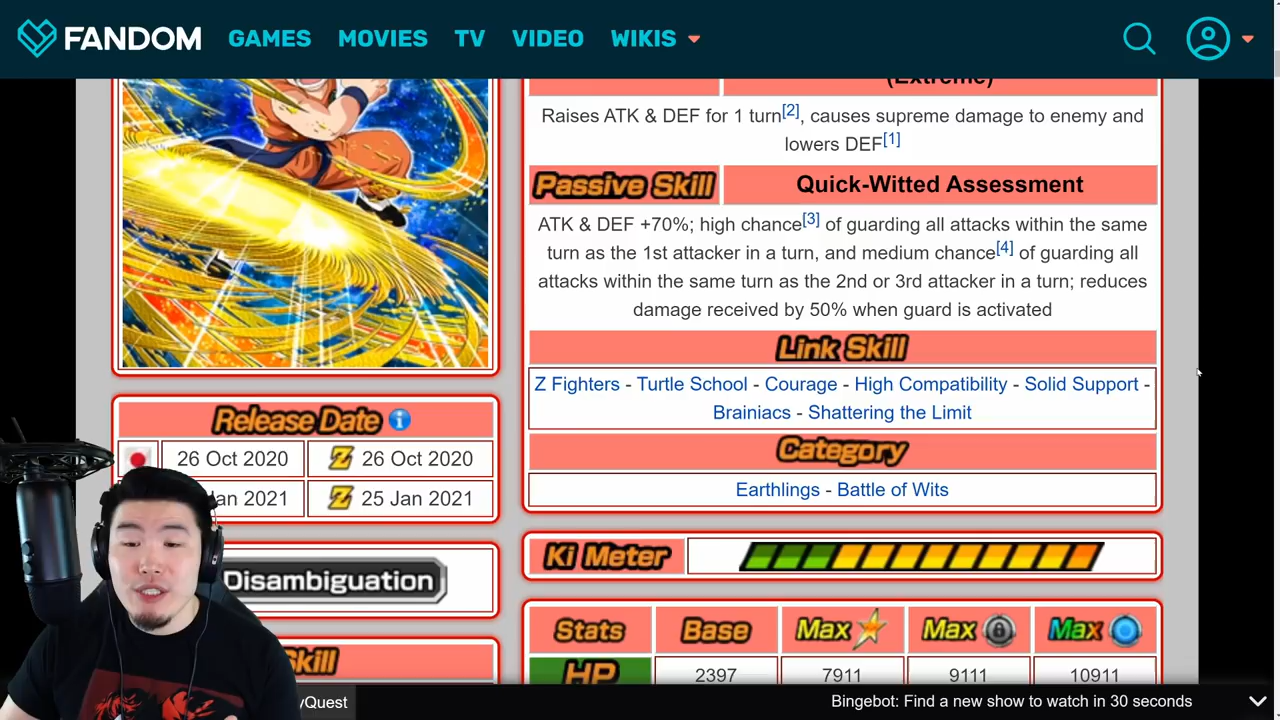 FANDOM GAMES MOVIES TV VIDEO WIKIS
(Extreme)
Raises ATK & DEF for 1 turn[2], causes supreme damage to enemy and
lowers DEF[1]
Passive Skill Quick-Witted Assessment
ATK & DEF +70%; high chance[3] of guarding all attacks within the same
turn as the 1st attacker in a turn, and medium chance[4] of guarding all
attacks within the same turn as the 2nd or 3rd attacker in a turn; reduces
damage received by 50% when guard is activated
Link Skill
Z Fighters - Turtle School - Courage - High Compatibility - Solid Support -
Brainiacs - Shattering the Limit
Category
Earthlings - Battle of Wits
Release Date i
26 Oct 2020 Z 26 Oct 2020
Jan 2021 Z 25 Jan 2021
Disambiguation
Skill
Ki Meter
Stats Base Max Max Max
HP 2397 7911 9111 10911
yQuest
Bingebot: Find a new show to watch in 30 seconds